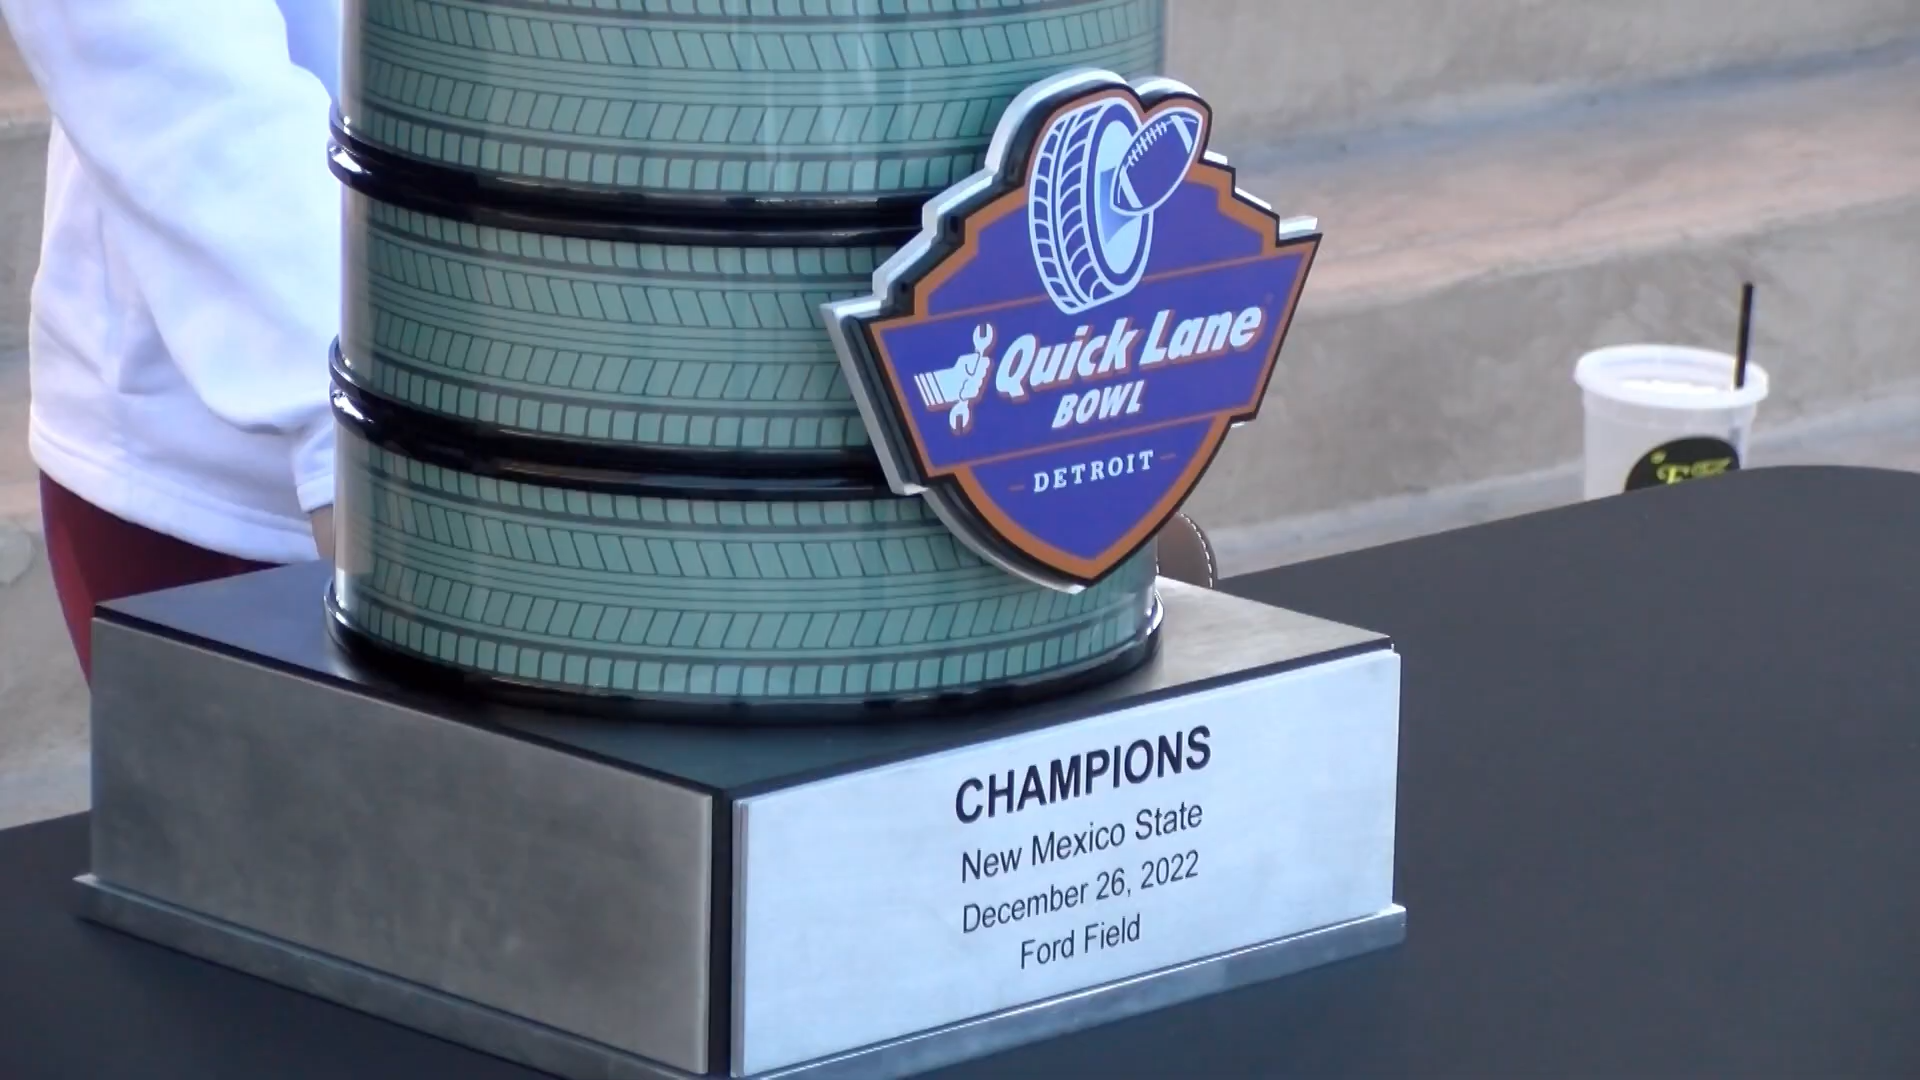 Quick Lane
BOWL
DETROIT
CHAMPIONS
New Mexico State
December 26, 2022
Ford Field